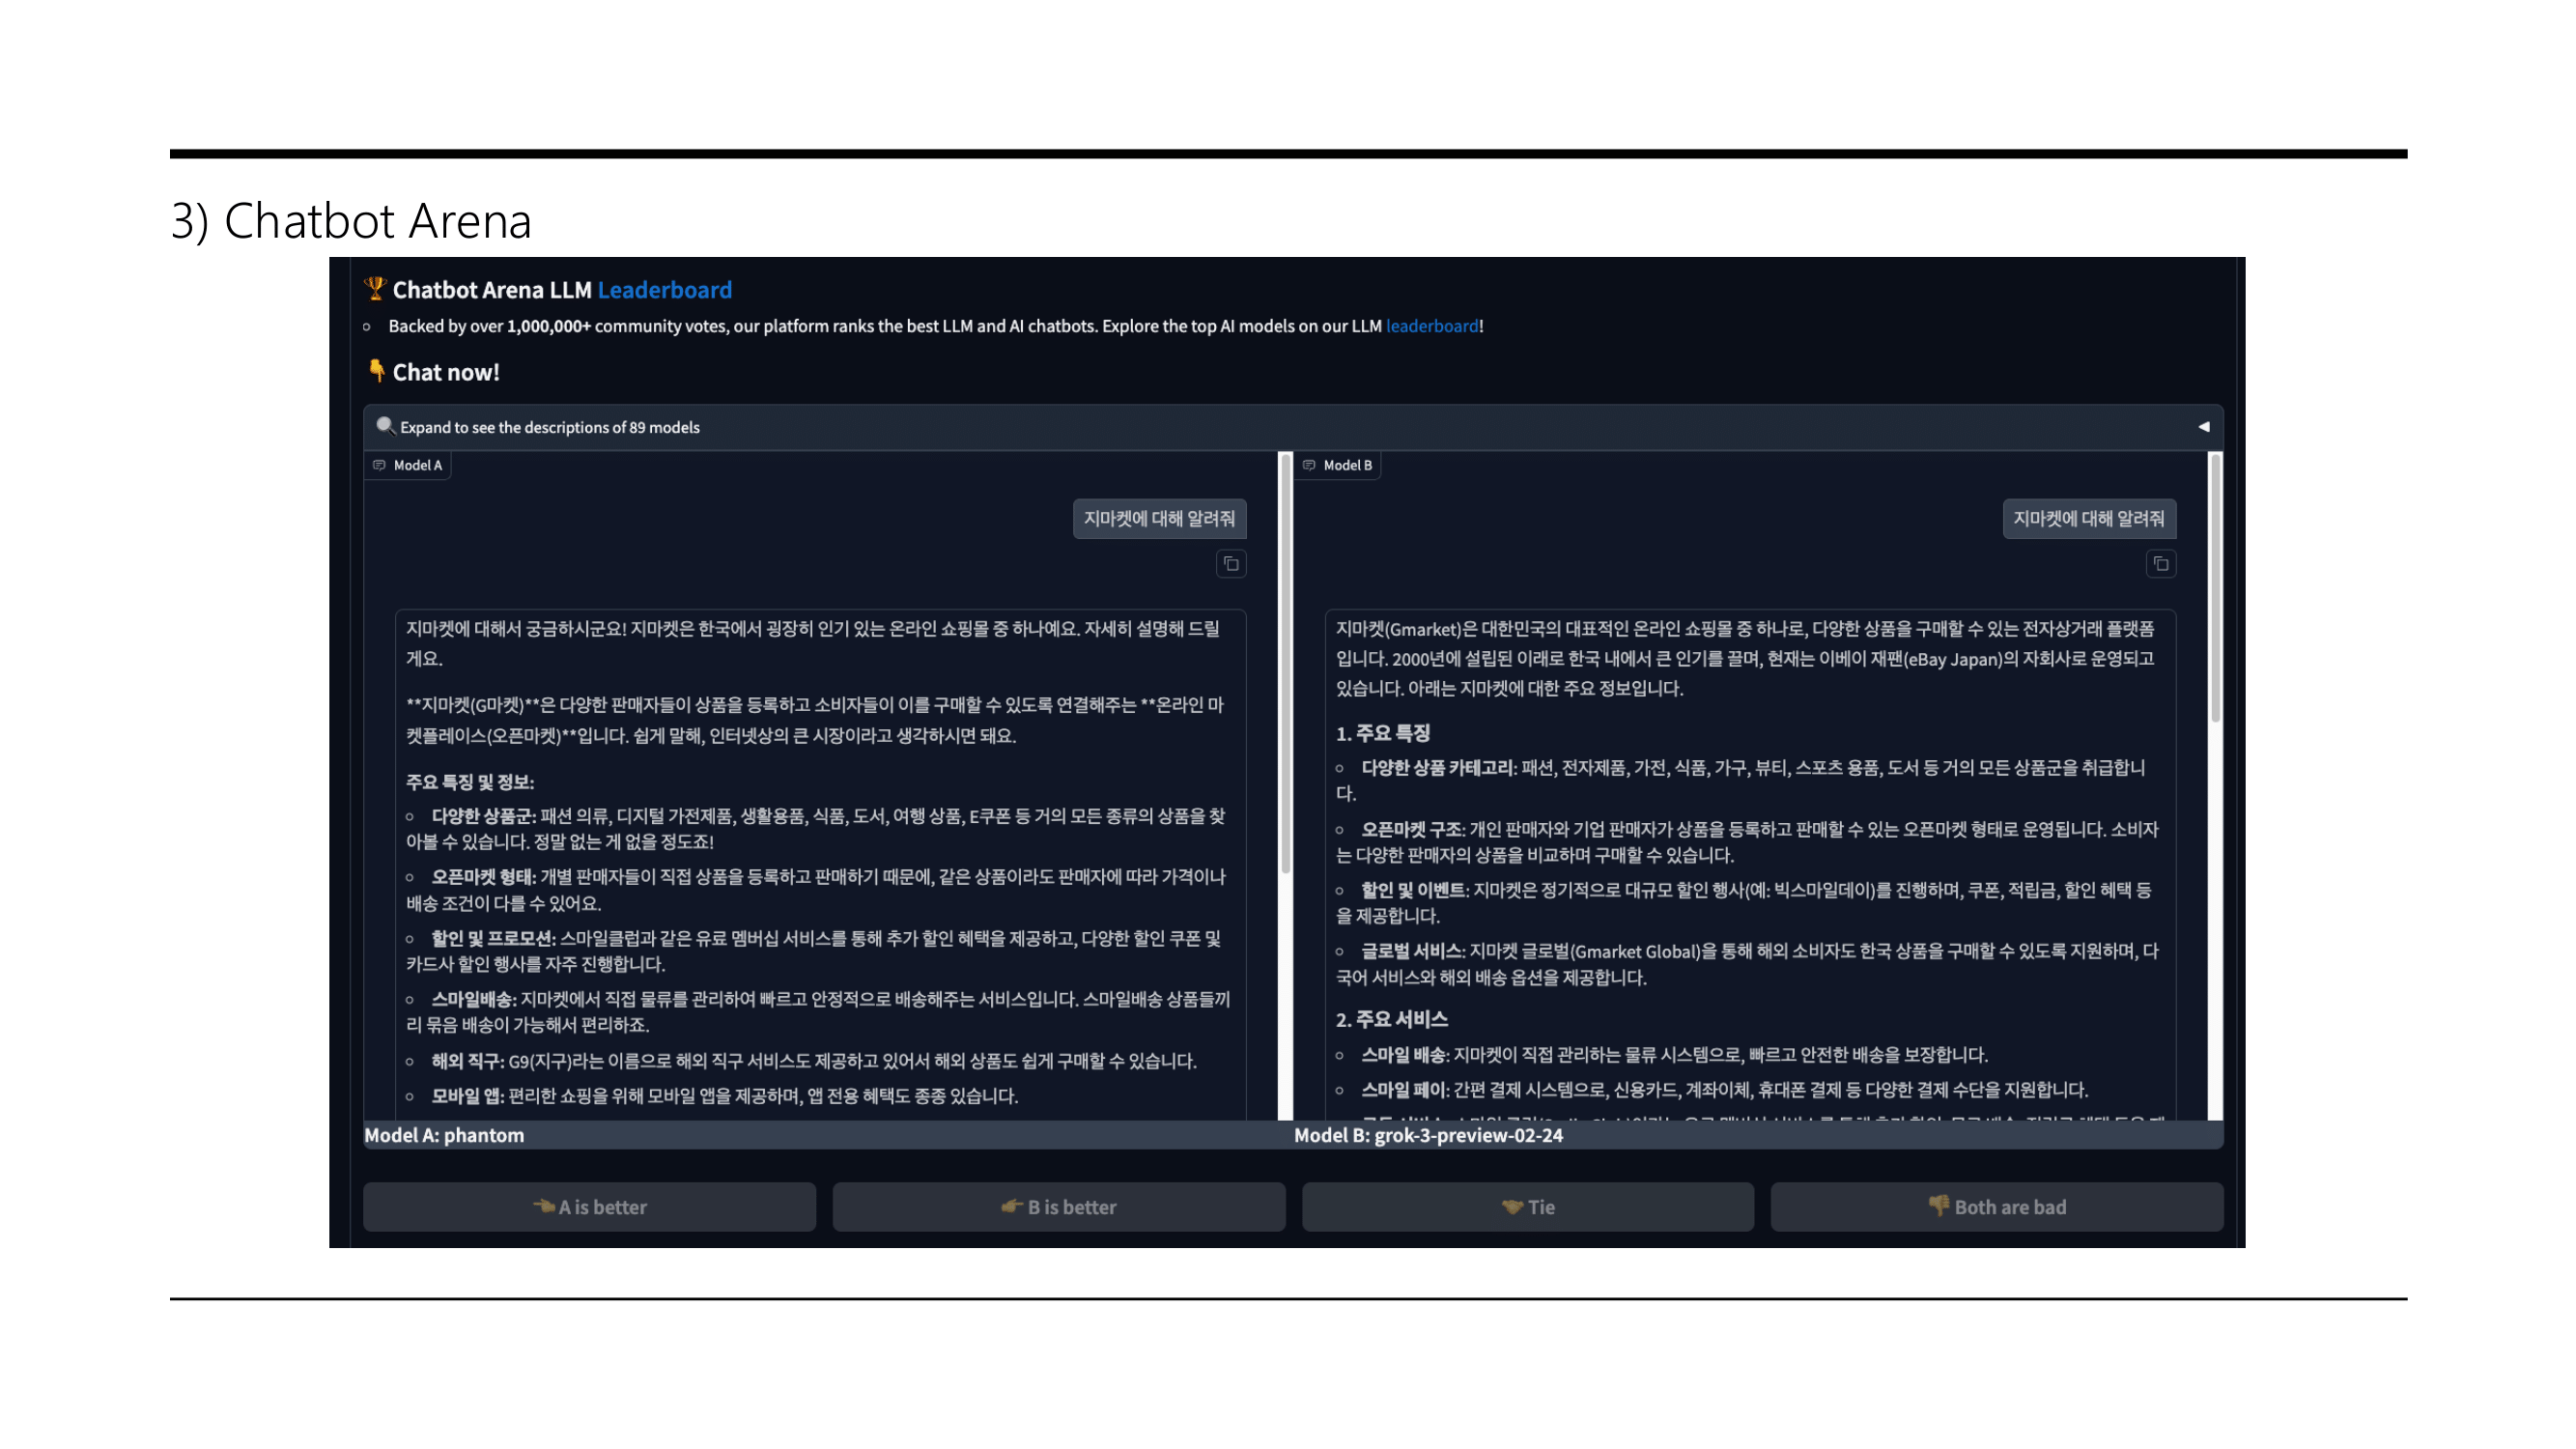 3) Chatbot Arena
🏆 Chatbot Arena LLM Leaderboard
Backed by over 1,000,000+ community votes, our platform ranks the best LLM and AI chatbots. Explore the top AI models on our LLM leaderboard!
👇 Chat now!
🔍 Expand to see the descriptions of 89 models
Model A
지마켓에 대해 알려줘
지마켓에 대해서 궁금하시군요! 지마켓은 한국에서 굉장히 인기 있는 온라인 쇼핑몰 중 하나예요. 자세히 설명해 드릴
게요.
**지마켓(G마켓)**은 다양한 판매자들이 상품을 등록하고 소비자들이 이를 구매할 수 있도록 연결해주는 **온라인 마
켓플레이스(오픈마켓)**입니다. 쉽게 말해, 인터넷상의 큰 시장이라고 생각하시면 돼요.
주요 특징 및 정보:
다양한 상품군: 패션 의류, 디지털 가전제품, 생활용품, 식품, 도서, 여행 상품, E쿠폰 등 거의 모든 종류의 상품을 찾
아볼 수 있습니다. 정말 없는 게 없을 정도죠!
오픈마켓 형태: 개별 판매자들이 직접 상품을 등록하고 판매하기 때문에, 같은 상품이라도 판매자에 따라 가격이나
배송 조건이 다를 수 있어요.
할인 및 프로모션: 스마일클럽과 같은 유료 멤버십 서비스를 통해 추가 할인 혜택을 제공하고, 다양한 할인 쿠폰 및
카드사 할인 행사를 자주 진행합니다.
스마일배송: 지마켓에서 직접 물류를 관리하여 빠르고 안정적으로 배송해주는 서비스입니다. 스마일배송 상품들끼
리 묶음 배송이 가능해서 편리하죠.
해외 직구: G9(지구)라는 이름으로 해외 직구 서비스도 제공하고 있어서 해외 상품도 쉽게 구매할 수 있습니다.
모바일 앱: 편리한 쇼핑을 위해 모바일 앱을 제공하며, 앱 전용 혜택도 종종 있습니다.
Model A: phantom
Model B
지마켓에 대해 알려줘
지마켓(Gmarket)은 대한민국의 대표적인 온라인 쇼핑몰 중 하나로, 다양한 상품을 구매할 수 있는 전자상거래 플랫폼
입니다. 2000년에 설립된 이래로 한국 내에서 큰 인기를 끌며, 현재는 이베이 재팬(eBay Japan)의 자회사로 운영되고
있습니다. 아래는 지마켓에 대한 주요 정보입니다.
1. 주요 특징
다양한 상품 카테고리: 패션, 전자제품, 가전, 식품, 가구, 뷰티, 스포츠 용품, 도서 등 거의 모든 상품군을 취급합니
다.
오픈마켓 구조: 개인 판매자와 기업 판매자가 상품을 등록하고 판매할 수 있는 오픈마켓 형태로 운영됩니다. 소비자
는 다양한 판매자의 상품을 비교하며 구매할 수 있습니다.
할인 및 이벤트: 지마켓은 정기적으로 대규모 할인 행사(예: 빅스마일데이)를 진행하며, 쿠폰, 적립금, 할인 혜택 등
을 제공합니다.
글로벌 서비스: 지마켓 글로벌(Gmarket Global)을 통해 해외 소비자도 한국 상품을 구매할 수 있도록 지원하며, 다
국어 서비스와 해외 배송 옵션을 제공합니다.
2. 주요 서비스
스마일 배송: 지마켓이 직접 관리하는 물류 시스템으로, 빠르고 안전한 배송을 보장합니다.
스마일 페이: 간편 결제 시스템으로, 신용카드, 계좌이체, 휴대폰 결제 등 다양한 결제 수단을 지원합니다.
Model B: grok-3-preview-02-24
👈 A is better
👉 B is better
🤝 Tie
👎 Both are bad